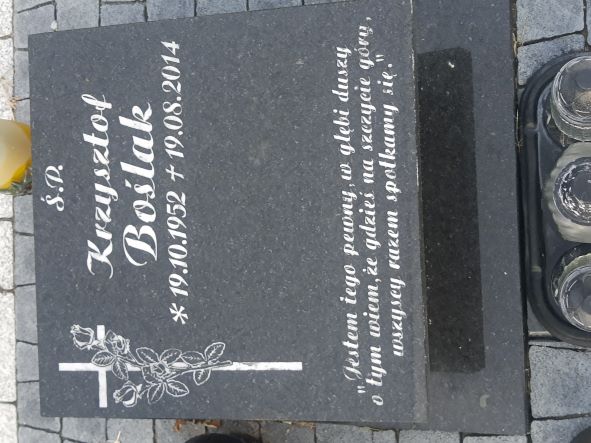 Ś.P.
Krzysztof
Boślak
* 19.10.1952 + 19.08.2014
"Jestem tego pewny, w głębi duszy
o tym wiem, że gdzieś na szczycie góry,
wszyscy razem spotkamy się."